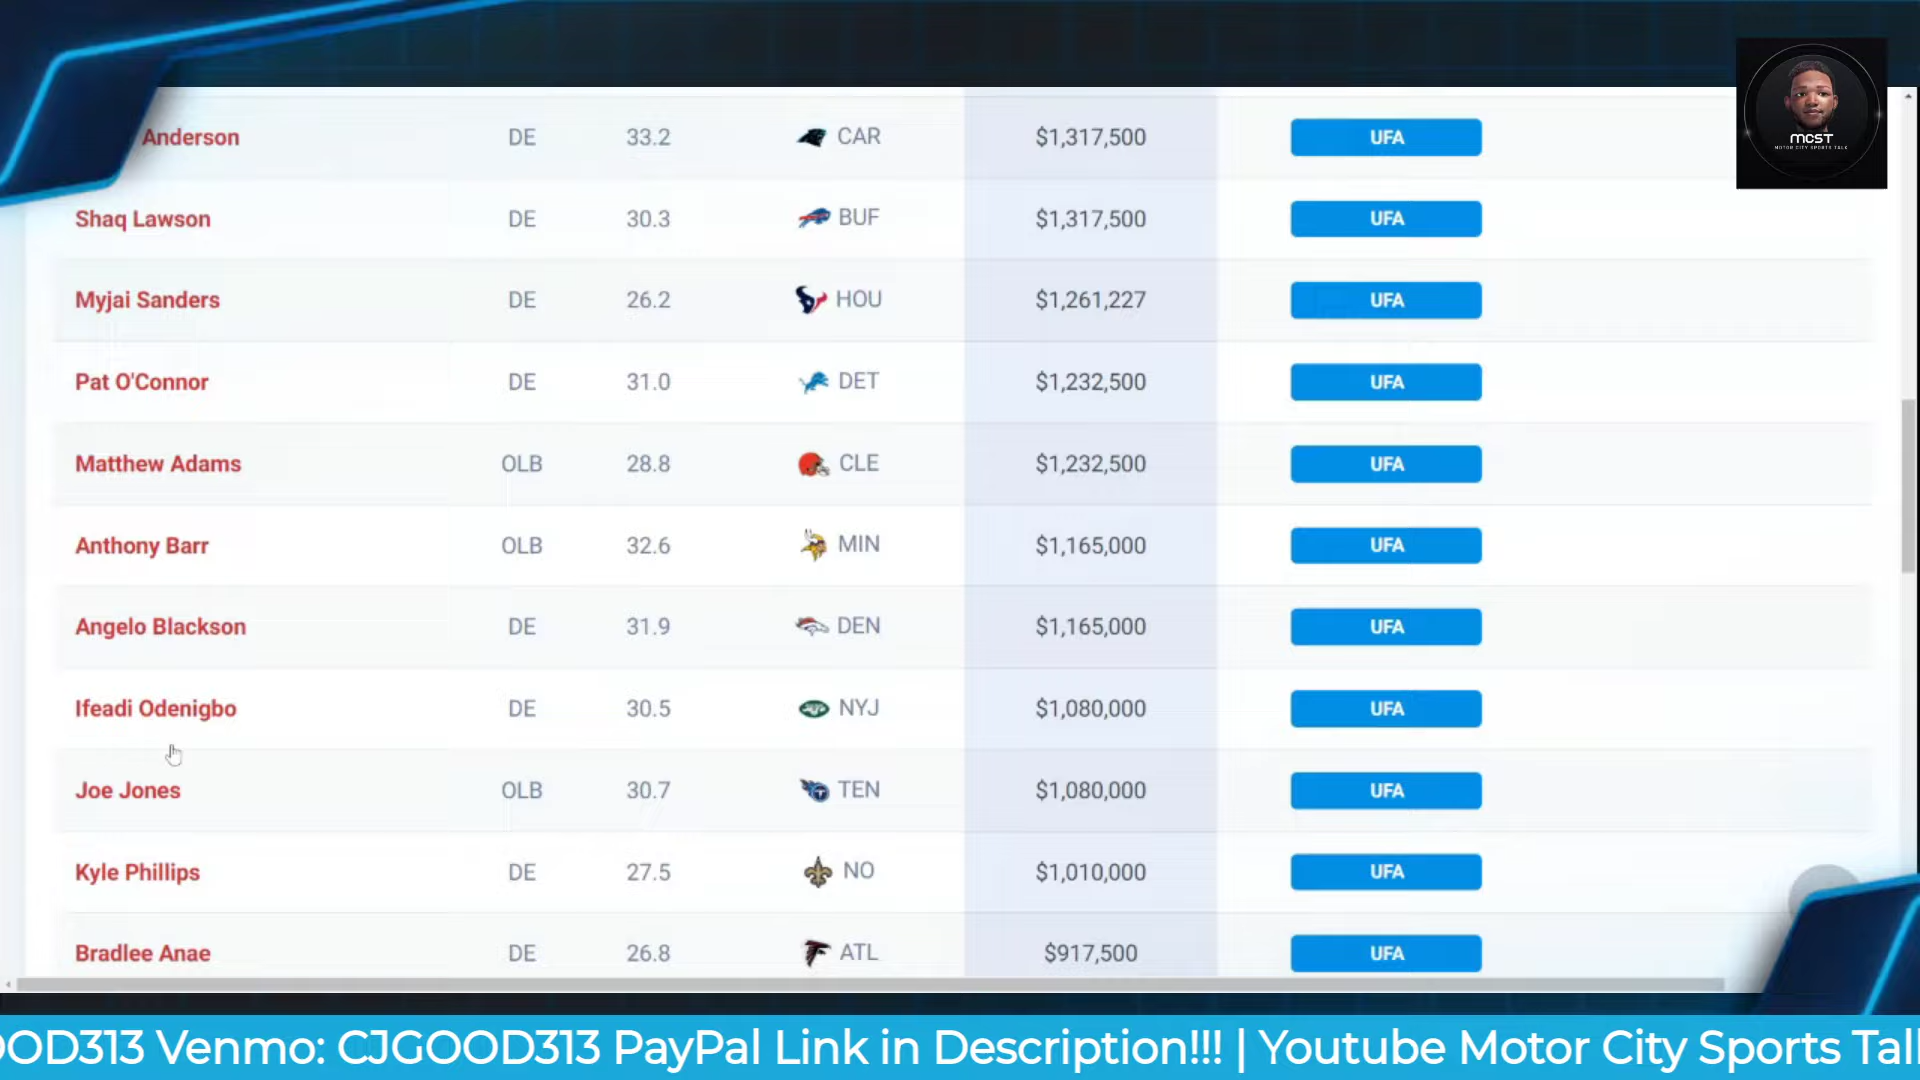 Anderson DE 33.2 CAR $1,317,500 UFA
MCST
MOTOR CITY SPORTS TALK
Shaq Lawson DE 30.3 BUF $1,317,500 UFA
Myjai Sanders DE 26.2 HOU $1,261,227 UFA
Pat O'Connor DE 31.0 DET $1,232,500 UFA
Matthew Adams OLB 28.8 CLE $1,232,500 UFA
Anthony Barr OLB 32.6 MIN $1,165,000 UFA
Angelo Blackson DE 31.9 DEN $1,165,000 UFA
Ifeadi Odenigbo DE 30.5 NYJ $1,080,000 UFA
Joe Jones OLB 30.7 TEN $1,080,000 UFA
Kyle Phillips DE 27.5 NO $1,010,000 UFA
Bradlee Anae DE 26.8 ATL $917,500 UFA
OOD313 Venmo: CJGOOD313 PayPal Link in Description!!! | Youtube Motor City Sports Tal